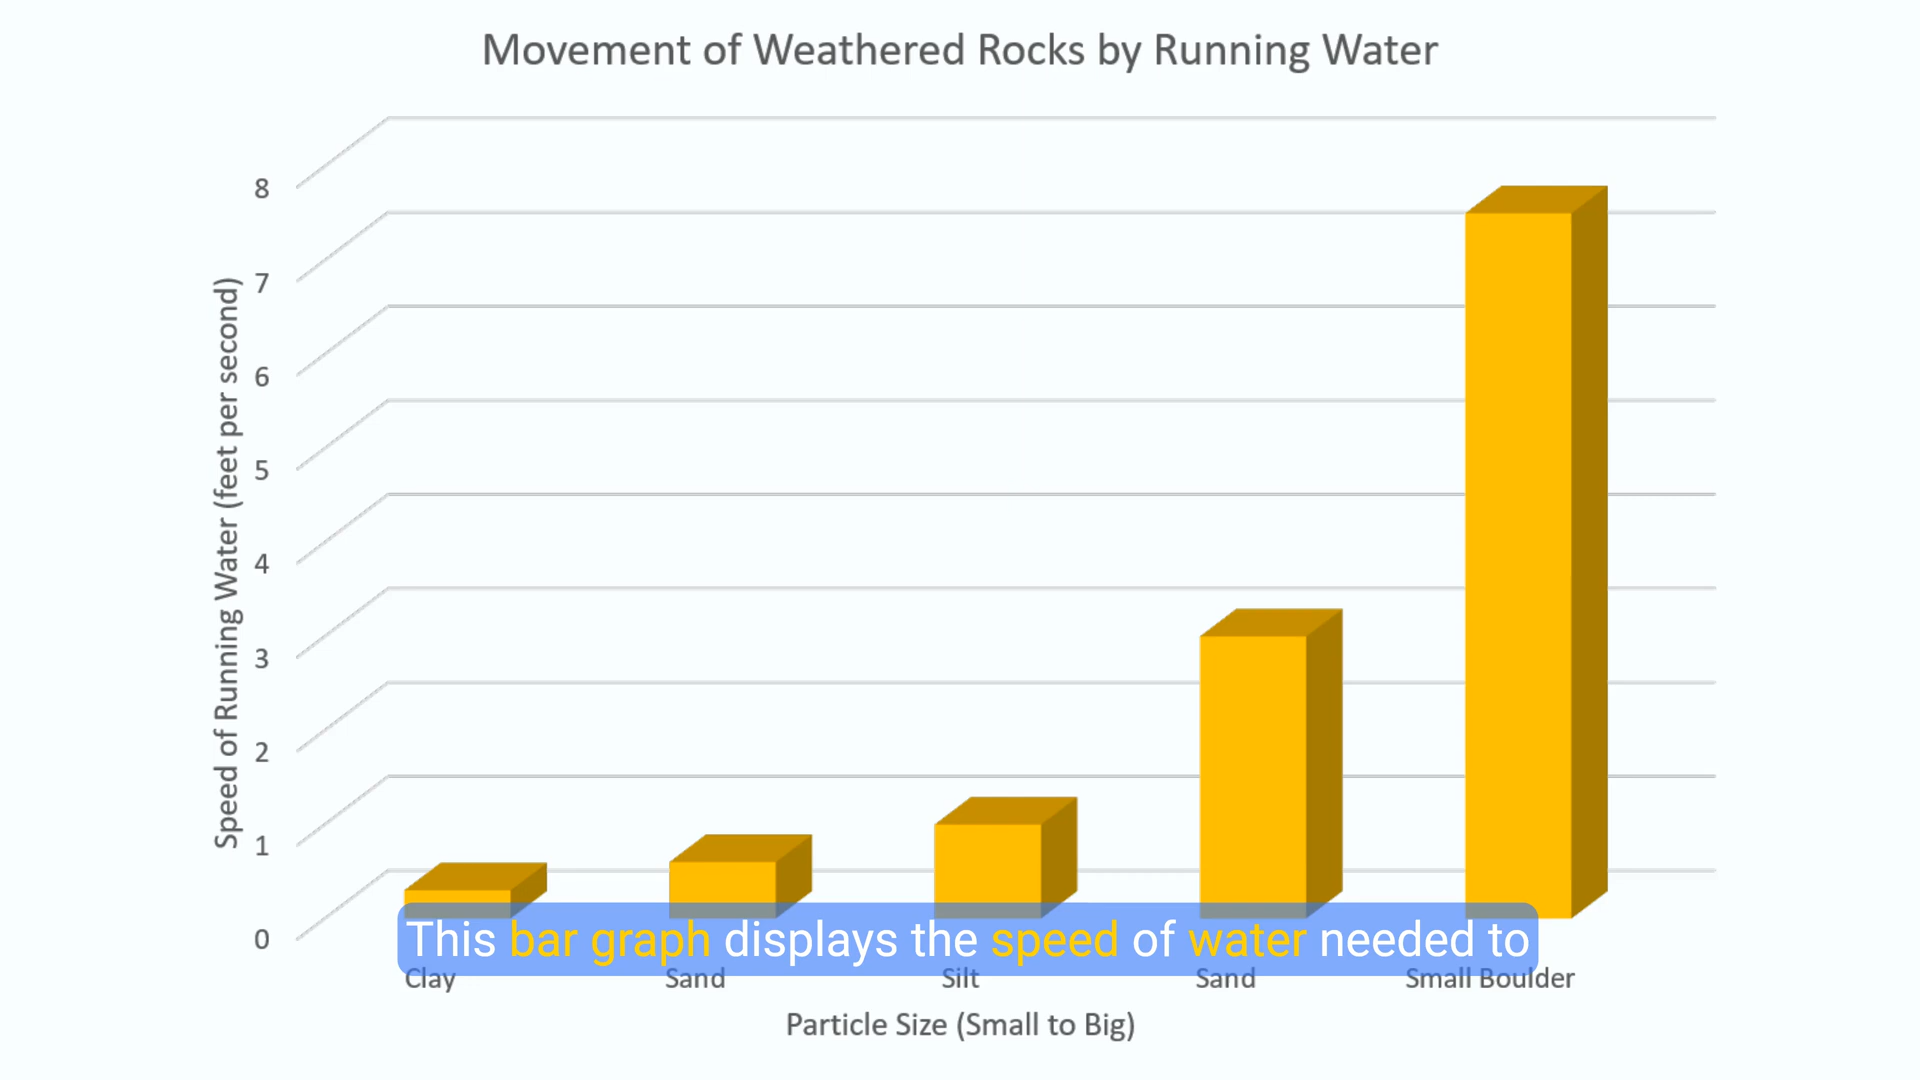 Movement of Weathered Rocks by Running Water
Speed of Running Water (feet per second)
8
7
6
5
4
3
2
1
0
This bar graph displays the speed of water needed to
Clay Sand Silt Sand Small Boulder
Particle Size (Small to Big)